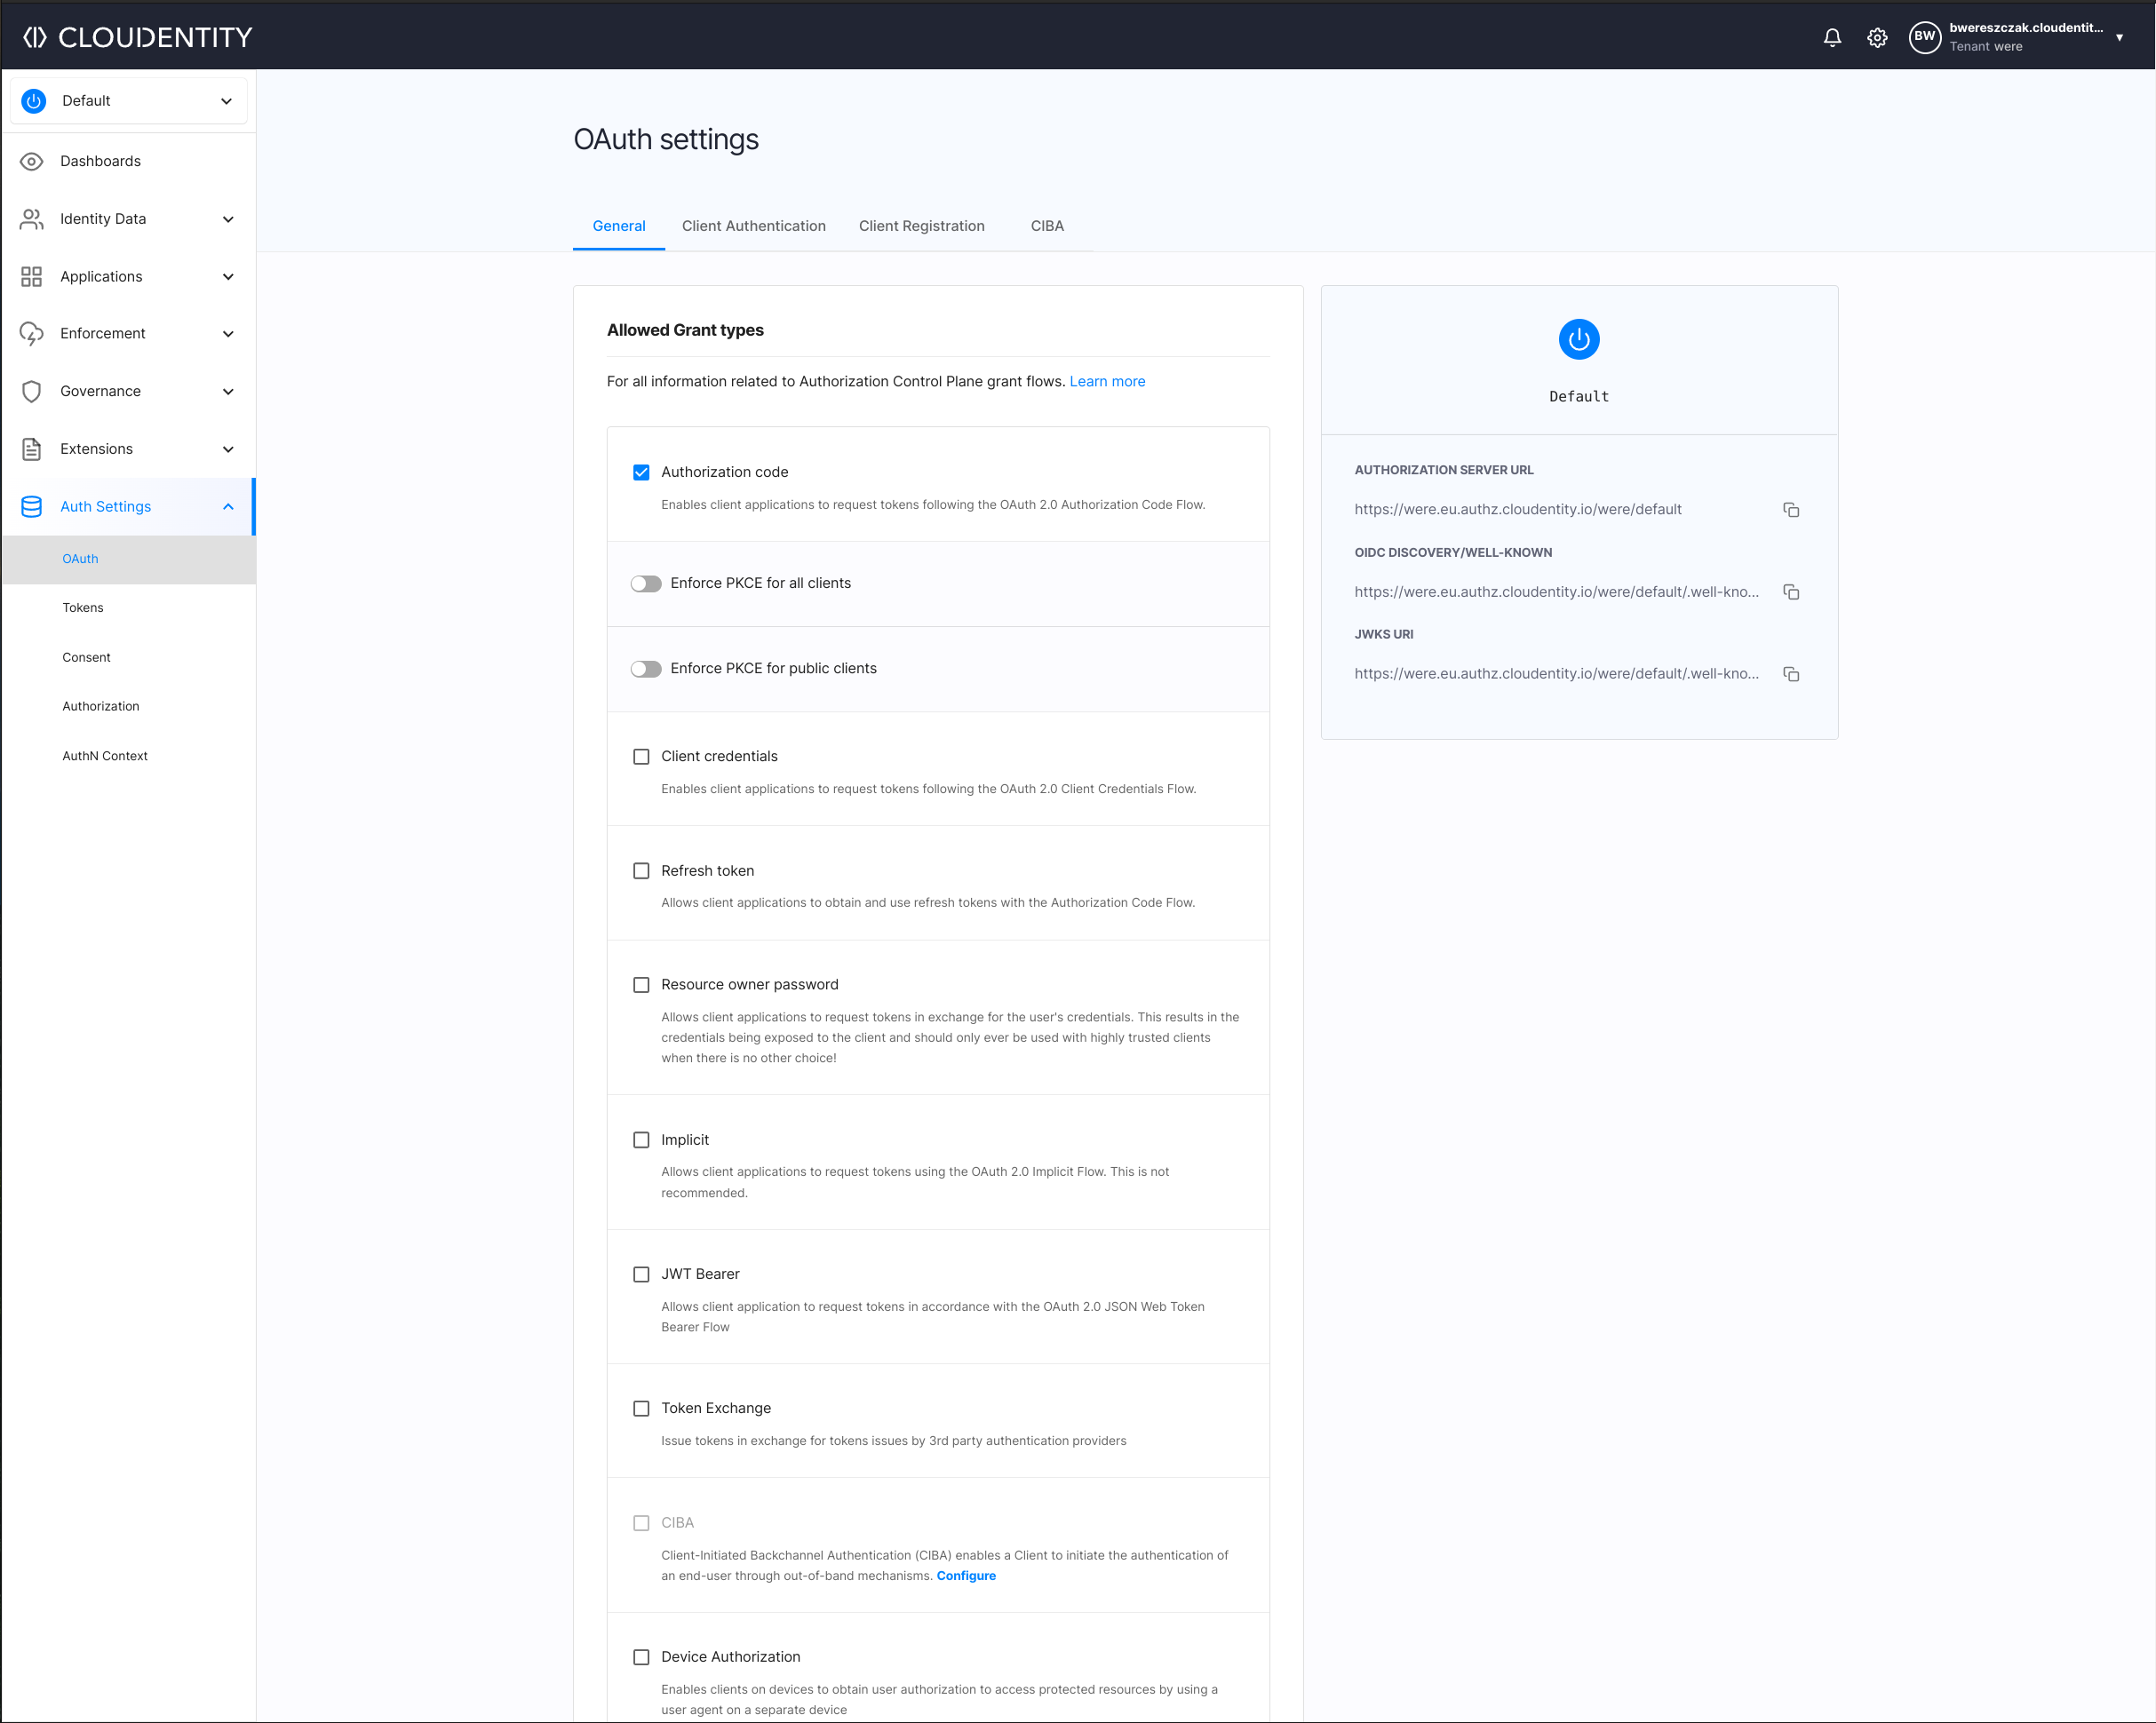 CLOUDENTITY
BW
bwereszczak.cloudentit...
Tenant were
Default
Dashboards
Identity Data
Applications
Enforcement
Governance
Extensions
Auth Settings
OAuth
Tokens
Consent
Authorization
AuthN Context
OAuth settings
General
Client Authentication
Client Registration
CIBA
Allowed Grant types
For all information related to Authorization Control Plane grant flows. Learn more
Authorization code
Enables client applications to request tokens following the OAuth 2.0 Authorization Code Flow.
Enforce PKCE for all clients
Enforce PKCE for public clients
Client credentials
Enables client applications to request tokens following the OAuth 2.0 Client Credentials Flow.
Refresh token
Allows client applications to obtain and use refresh tokens with the Authorization Code Flow.
Resource owner password
Allows client applications to request tokens in exchange for the user's credentials. This results in the
credentials being exposed to the client and should only ever be used with highly trusted clients
when there is no other choice!
Implicit
Allows client applications to request tokens using the OAuth 2.0 Implicit Flow. This is not
recommended.
JWT Bearer
Allows client application to request tokens in accordance with the OAuth 2.0 JSON Web Token
Bearer Flow
Token Exchange
Issue tokens in exchange for tokens issues by 3rd party authentication providers
CIBA
Client-Initiated Backchannel Authentication (CIBA) enables a Client to initiate the authentication of
an end-user through out-of-band mechanisms. Configure
Device Authorization
Enables clients on devices to obtain user authorization to access protected resources by using a
user agent on a separate device
Default
AUTHORIZATION SERVER URL
https://were.eu.authz.cloudentity.io/were/default
OIDC DISCOVERY/WELL-KNOWN
https://were.eu.authz.cloudentity.io/were/default/.well-kno...
JWKS URI
https://were.eu.authz.cloudentity.io/were/default/.well-kno...